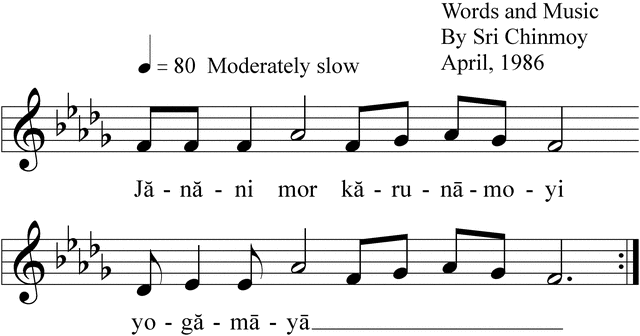 Words and Music
By Sri Chinmoy
April, 1986
= 80 Moderately slow
Jă - nă - ni mor kă - ru - nā - mo - yi
yo - gă - mā - yā